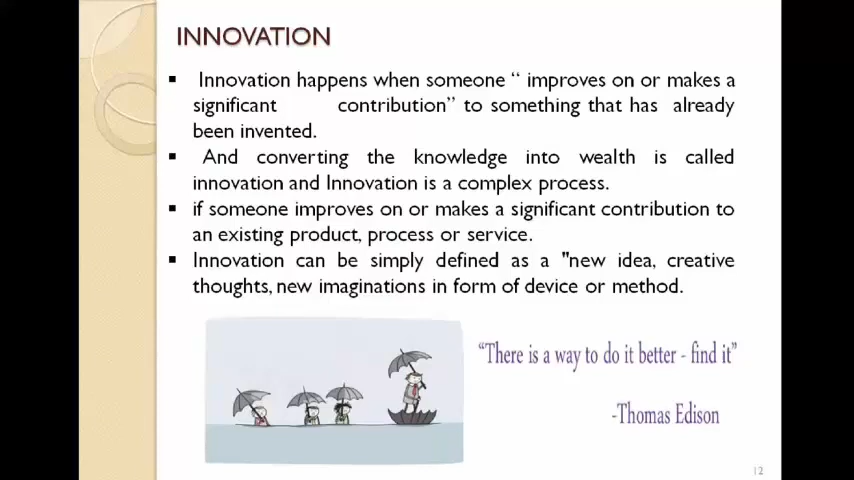 INNOVATION
▪ Innovation happens when someone “ improves on or makes a
significant contribution” to something that has already
been invented.
▪ And converting the knowledge into wealth is called
innovation and Innovation is a complex process.
▪ if someone improves on or makes a significant contribution to
an existing product, process or service.
▪ Innovation can be simply defined as a "new idea, creative
thoughts, new imaginations in form of device or method.
“There is a way to do it better - find it”
-Thomas Edison
12